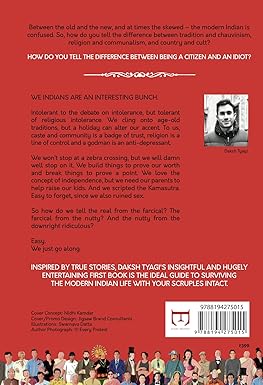 Between the old and the new, and at times the skewed – the modern Indian is
confused. So, how do you tell the difference between tradition and chauvinism,
religion and communalism, and country and cult?
HOW DO YOU TELL THE DIFFERENCE BETWEEN BEING A CITIZEN AND AN IDIOT?
WE INDIANS ARE AN INTERESTING BUNCH.
Intolerant to the debate on intolerance, but tolerant
of religious intolerance. We cling onto age-old
traditions, but a holiday can alter our accent. To us,
caste and community is a badge of trust, religion is a
line of control and a godman is an anti-depressant.
We won't stop at a zebra crossing, but we will damn
well stop on it. We build things to prove our worth
and break things to prove a point. We love the
concept of independence, but we need our parents to
help raise our kids. And we scripted the Kamasutra.
Easy to forget, since we also ruined sex.
So how do we tell the real from the farcical? The
farcical from the nutty? And the nutty from the
downright ridiculous?
Easy.
We just go along.
Daksh Tyagi
INSPIRED BY TRUE STORIES, DAKSH TYAGI'S INSIGHTFUL AND HUGELY
ENTERTAINING FIRST BOOK IS THE IDEAL GUIDE TO SURVIVING
THE MODERN INDIAN LIFE WITH YOUR SCRUPLES INTACT.
Cover Concept: Nidhi Kamdar
Cover/Promo Design: Jigsaw Brand Consultants
Illustrations: Swarnava Datta
Author Photograph: © Every Protest
9788194275015
9 788194 275015
₹399